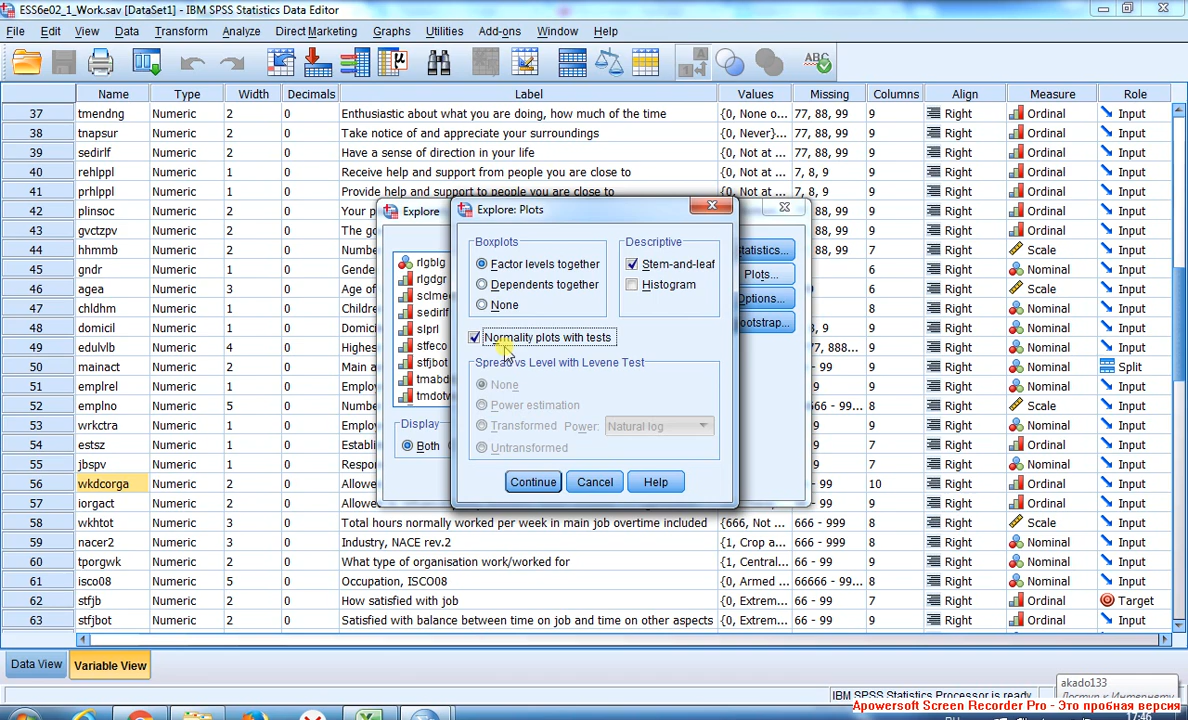 ESS6e02_1_Work.sav [DataSet1] - IBM SPSS Statistics Data Editor
File Edit View Data Transform Analyze Direct Marketing Graphs Utilities Add-ons Window Help
Name Type Width Decimals Label Values Missing Columns Align Measure Role
37 tmendng Numeric 2 0 Enthusiastic about what you are doing, how much of the time {0, None o... 77, 88, 99 9 Right Ordinal Input
38 tnapsur Numeric 2 0 Take notice of and appreciate your surroundings {0, Never}... 77, 88, 99 9 Right Ordinal Input
39 sedirlf Numeric 2 0 Have a sense of direction in your life {0, Not at ... 77, 88, 99 9 Right Ordinal Input
40 rehlppl Numeric 1 0 Receive help and support from people you are close to {0, Not at ... 7, 8, 9 9 Right Ordinal Input
41 prhlppl Numeric 1 0 Provide help and support to people you are close to {0, Not at ... 7, 8, 9 9 Right Ordinal Input
42 plinsoc Numeric 2 0 Your p 88, 99 9 Right Ordinal Input
43 gvctzpv Numeric 2 0 The go 88, 99 9 Right Ordinal Input
44 hhmmb Numeric 2 0 Number 88, 99 7 Right Scale Input
45 gndr Numeric 1 0 Gende 6 Right Nominal Input
46 agea Numeric 3 0 Age of 6 Right Scale Input
47 chldhm Numeric 1 0 Childre 8 Right Nominal Input
48 domicil Numeric 1 0 Domici 8, 9 9 Right Nominal Input
49 edulvlb Numeric 4 0 Highes 888... 9 Right Ordinal Input
50 mainact Numeric 2 0 Main a - 99 9 Right Nominal Split
51 emplrel Numeric 1 0 Employ 9 Right Nominal Input
52 emplno Numeric 5 0 Numbe 66 - 99... 8 Right Scale Input
53 wrkctra Numeric 1 0 Employ 9 Right Nominal Input
54 estsz Numeric 1 0 Establi 7 Right Ordinal Input
55 jbspv Numeric 1 0 Respon 7 Right Nominal Input
56 wkdcorga Numeric 2 0 Allowe - 99 10 Right Ordinal Input
57 iorgact Numeric 2 0 Allowe - 99 9 Right Ordinal Input
58 wkhtot Numeric 3 0 Total hours normally worked per week in main job overtime included {666, Not ... 666 - 999 8 Right Scale Input
59 nacer2 Numeric 3 0 Industry, NACE rev.2 {1, Crop a... 666 - 999 8 Right Nominal Input
60 tporgwk Numeric 2 0 What type of organisation work/worked for {1, Central... 66 - 99 9 Right Nominal Input
61 isco08 Numeric 5 0 Occupation, ISCO08 {0, Armed ... 66666 - 99... 8 Right Nominal Input
62 stfjb Numeric 2 0 How satisfied with job {0, Extrem... 66 - 99 7 Right Ordinal Target
63 stfjbot Numeric 2 0 Satisfied with balance between time on job and time on other aspects {0, Extrem... 66 - 99 9 Right Ordinal Input
Explore
rlgblg
rlgdgr
sclmee
sedirlf
slprl
stfeco
stfjbot
tmabd
tmdotw
Display
Both
Statistics...
Plots...
Options...
Bootstrap...
Explore: Plots
Boxplots
Factor levels together
Dependents together
None
Descriptive
Stem-and-leaf
Histogram
Normality plots with tests
Spread vs Level with Levene Test
None
Power estimation
Transformed Power: Natural log
Untransformed
Continue Cancel Help
Data View Variable View
IBM SPSS Statistics Processor is ready
akado133
Доступ к Интернету
Apowersoft Screen Recorder Pro - Это пробная версия
RU 17:46